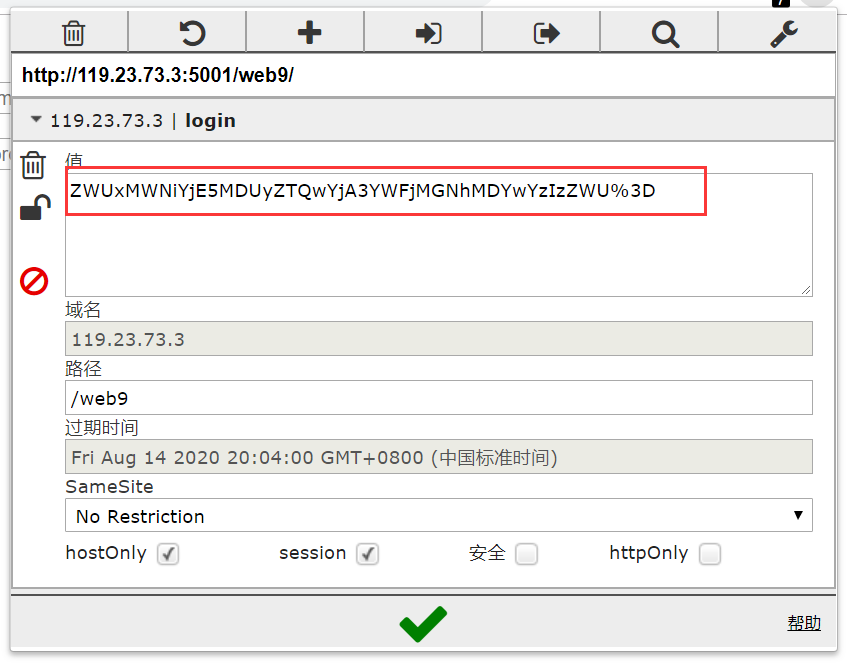 7
http://119.23.73.3:5001/web9/
119.23.73.3 | login
值
ZWUxMWNiYjE5MDUyZTQwYjA3YWFjMGNhMDYwYzIzZWU%3D
域名
119.23.73.3
路径
/web9
过期时间
Fri Aug 14 2020 20:04:00 GMT+0800 (中国标准时间)
SameSite
No Restriction
hostOnly session 安全 httpOnly
帮助